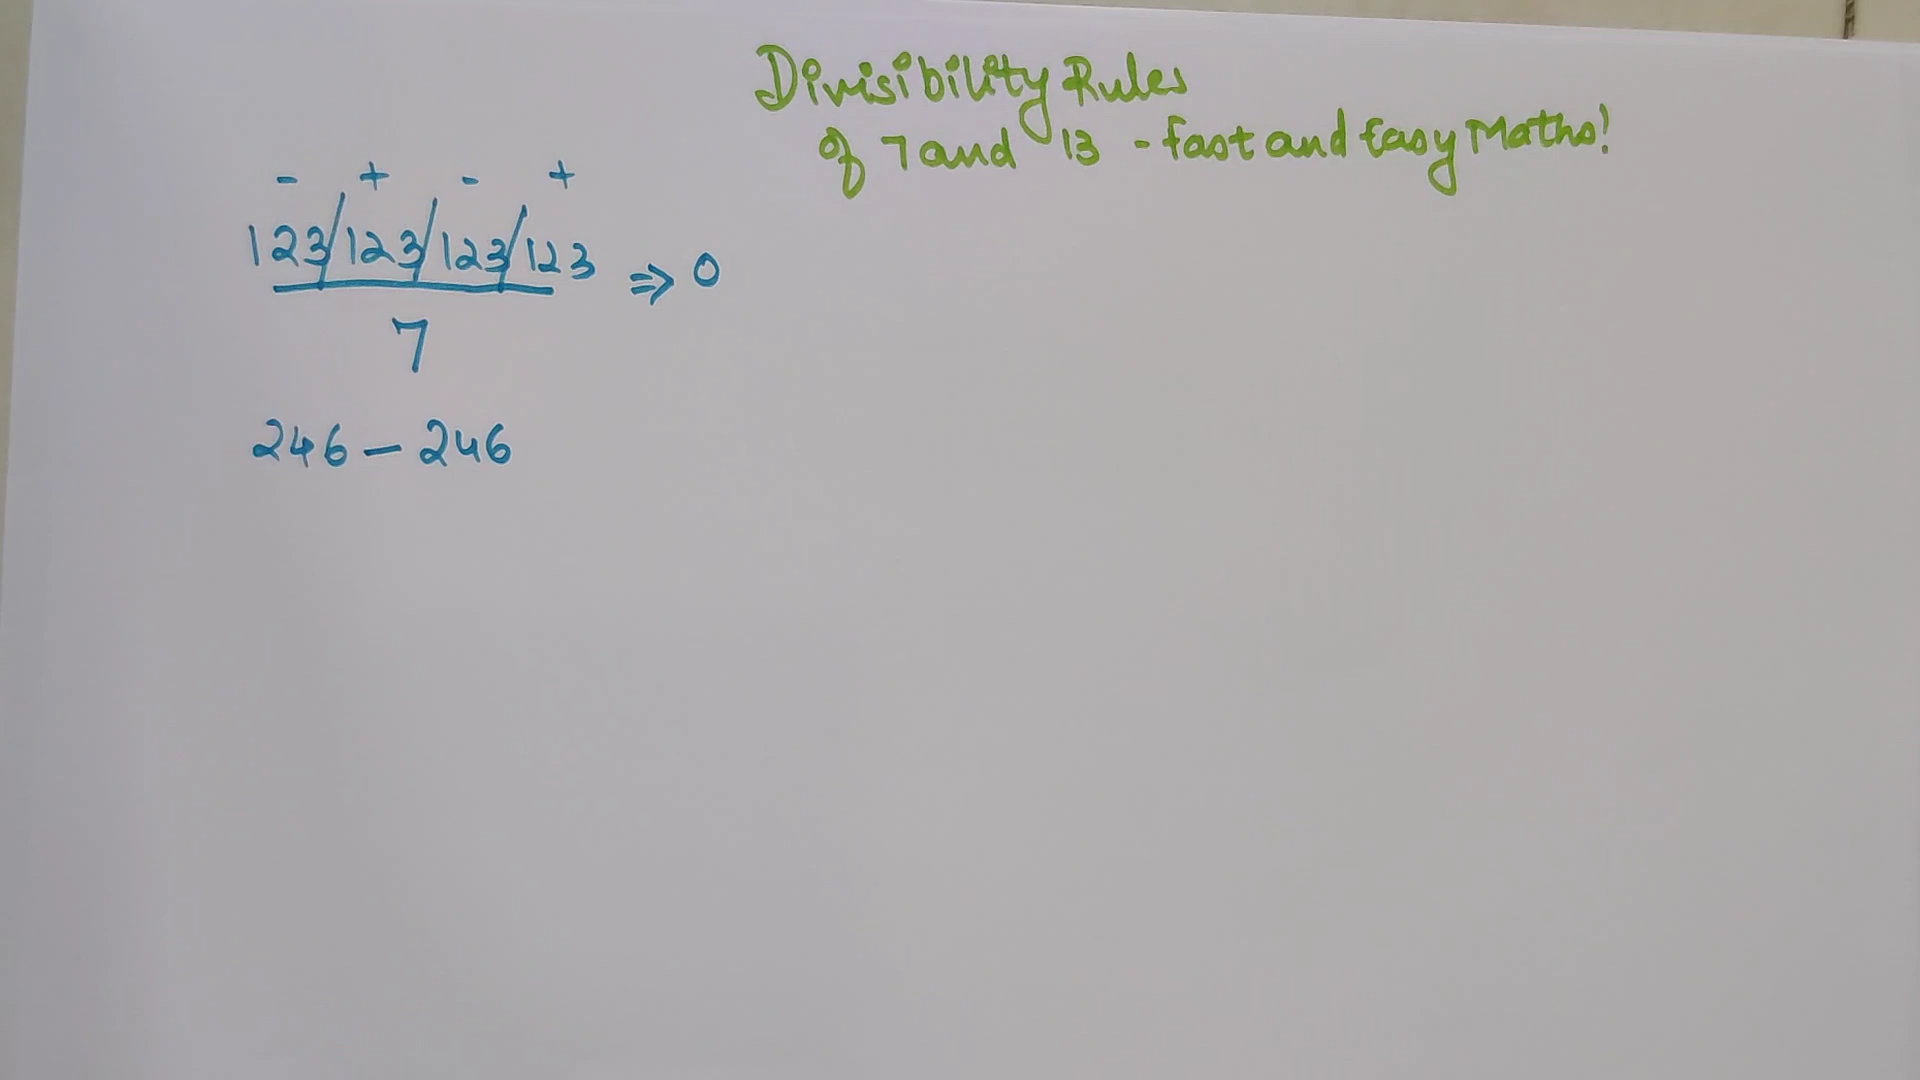 Divisibility Rules
of 7 and 13 - fast and Easy Maths!
- + - +
123/123/123/123 ⇒ 0
7
246 - 246